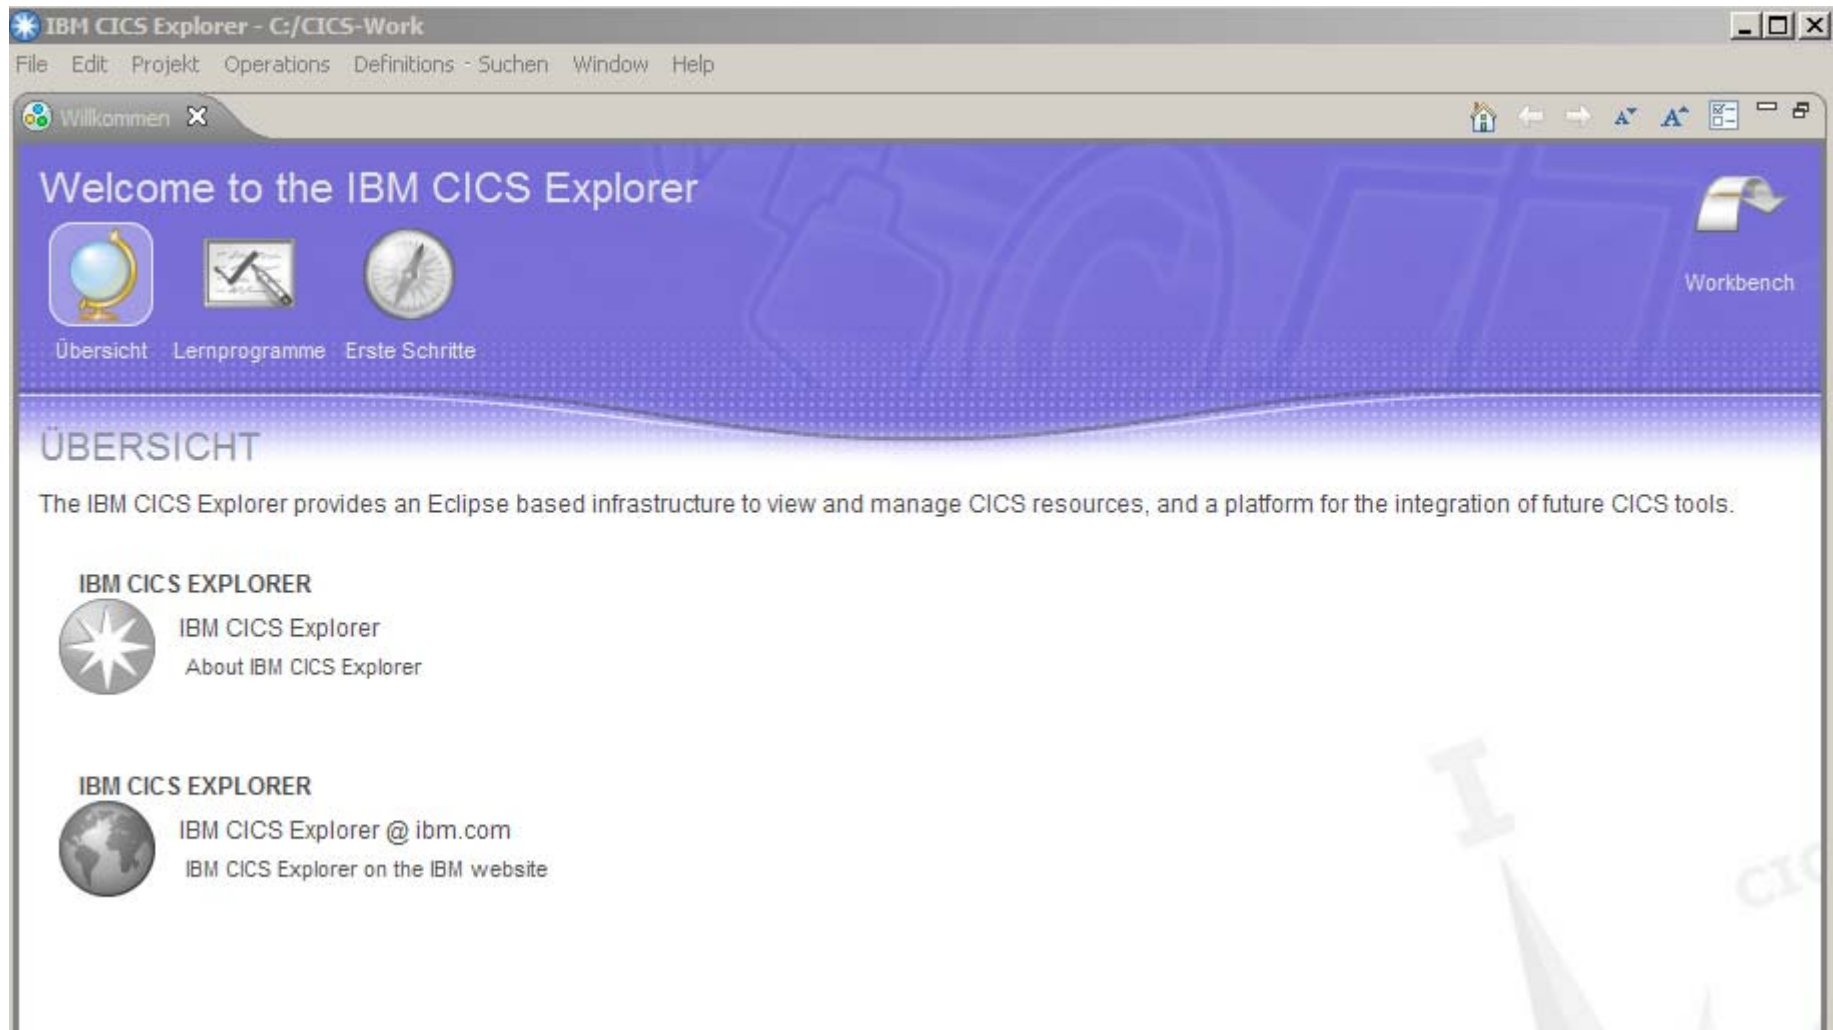 IBM CICS Explorer - C:/CICS-Work
File Edit Projekt Operations Definitions - Suchen Window Help
Willkommen
Welcome to the IBM CICS Explorer
Workbench
Übersicht Lernprogramme Erste Schritte
ÜBERSICHT
The IBM CICS Explorer provides an Eclipse based infrastructure to view and manage CICS resources, and a platform for the integration of future CICS tools.
IBM CICS EXPLORER
IBM CICS Explorer
About IBM CICS Explorer
IBM CICS EXPLORER
IBM CICS Explorer @ ibm.com
IBM CICS Explorer on the IBM website